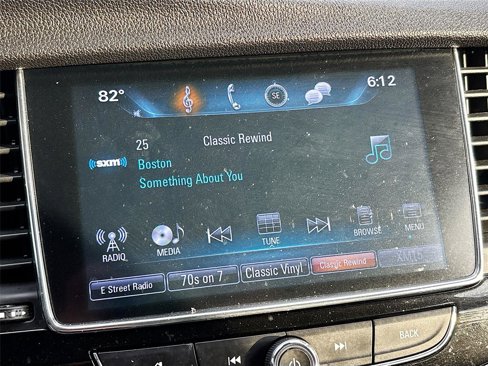 82° SE 6:12
25 Classic Rewind
sxm Boston
Something About You
RADIO MEDIA TUNE BROWSE MENU
E Street Radio 70s on 7 Classic Vinyl Classic Rewind
BACK